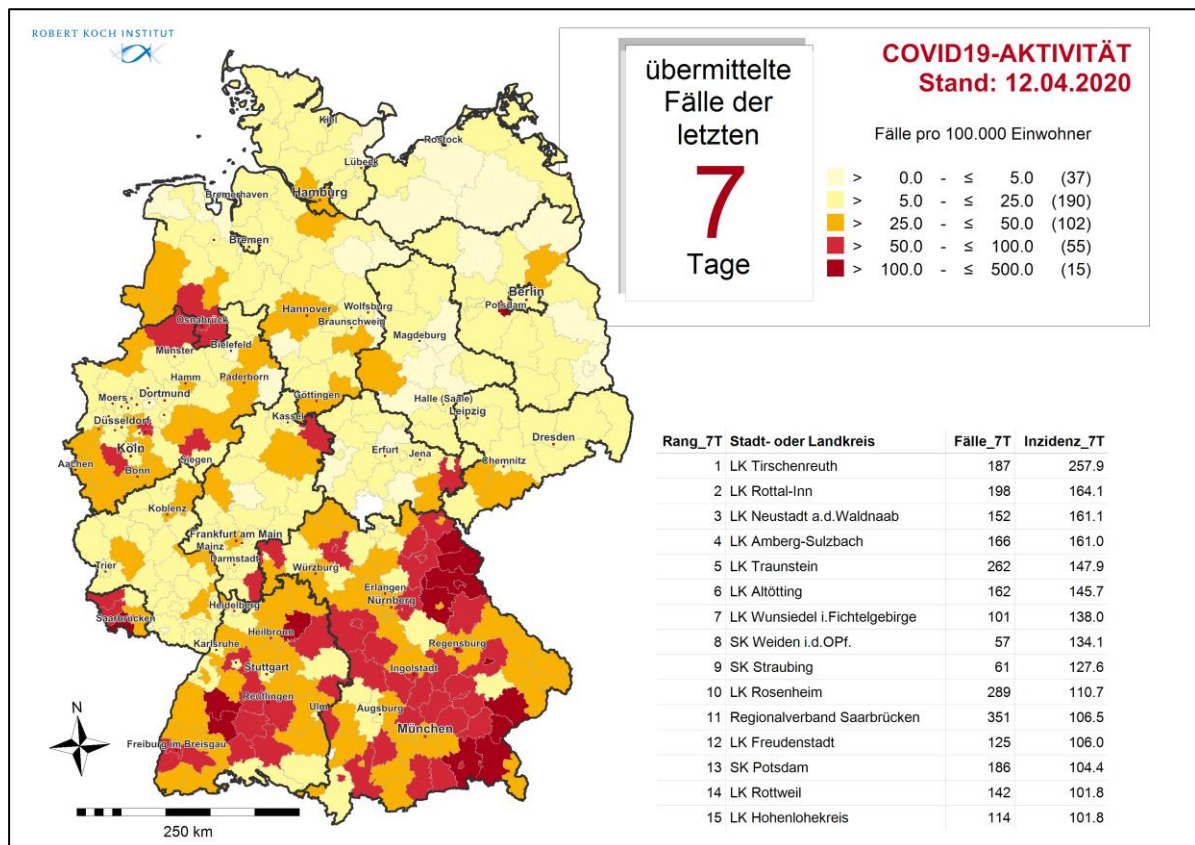 ROBERT KOCH INSTITUT
übermittelte
Fälle der
letzten
7
Tage
COVID19-AKTIVITÄT
Stand: 12.04.2020
Fälle pro 100.000 Einwohner
> 0.0 - ≤ 5.0 (37)
> 5.0 - ≤ 25.0 (190)
> 25.0 - ≤ 50.0 (102)
> 50.0 - ≤ 100.0 (55)
> 100.0 - ≤ 500.0 (15)
Kiel
Rostock
Lübeck
Bremerhaven
Hamburg
Bremen
Berlin
Potsdam
Hannover
Wolfsburg
Braunschweig
Osnabrück
Magdeburg
Münster
Bielefeld
Hamm
Paderborn
Moers
Dortmund
Göttingen
Halle (Saale)
Leipzig
Düsseldorf
Kassel
Dresden
Köln
Siegen
Erfurt
Jena
Chemnitz
Aachen
Bonn
Koblenz
Frankfurt am Main
Mainz
Darmstadt
Würzburg
Trier
Erlangen
Nürnberg
Heidelberg
Saarbrücken
Heilbronn
Karlsruhe
Regensburg
Stuttgart
Ingolstadt
Reutlingen
Ulm
Augsburg
München
Freiburg im Breisgau
N
250 km
Rang_7T Stadt- oder Landkreis Fälle_7T Inzidenz_7T
1 LK Tirschenreuth 187 257.9
2 LK Rottal-Inn 198 164.1
3 LK Neustadt a.d.Waldnaab 152 161.1
4 LK Amberg-Sulzbach 166 161.0
5 LK Traunstein 262 147.9
6 LK Altötting 162 145.7
7 LK Wunsiedel i.Fichtelgebirge 101 138.0
8 SK Weiden i.d.OPf. 57 134.1
9 SK Straubing 61 127.6
10 LK Rosenheim 289 110.7
11 Regionalverband Saarbrücken 351 106.5
12 LK Freudenstadt 125 106.0
13 SK Potsdam 186 104.4
14 LK Rottweil 142 101.8
15 LK Hohenlohekreis 114 101.8